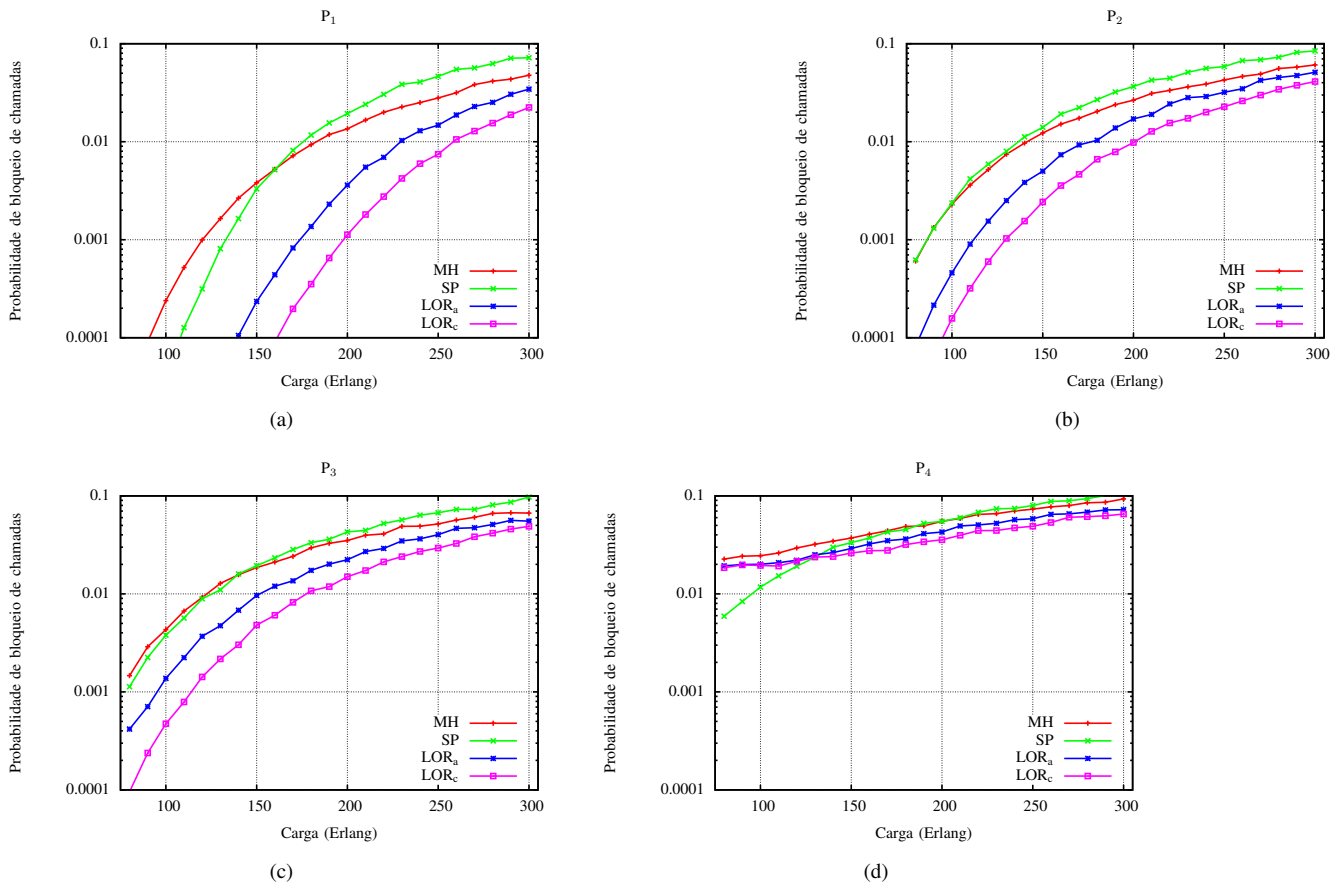 P₁
Probabilidade de bloqueio de chamadas
0.1
0.01
0.001
0.0001
MH
SP
LORₐ
LOR꜀
100 150 200 250 300
Carga (Erlang)
(a)
P₂
Probabilidade de bloqueio de chamadas
0.1
0.01
0.001
0.0001
MH
SP
LORₐ
LOR꜀
100 150 200 250 300
Carga (Erlang)
(b)
P₃
Probabilidade de bloqueio de chamadas
0.1
0.01
0.001
0.0001
MH
SP
LORₐ
LOR꜀
100 150 200 250 300
Carga (Erlang)
(c)
P₄
Probabilidade de bloqueio de chamadas
0.1
0.01
0.001
0.0001
MH
SP
LORₐ
LOR꜀
100 150 200 250 300
Carga (Erlang)
(d)